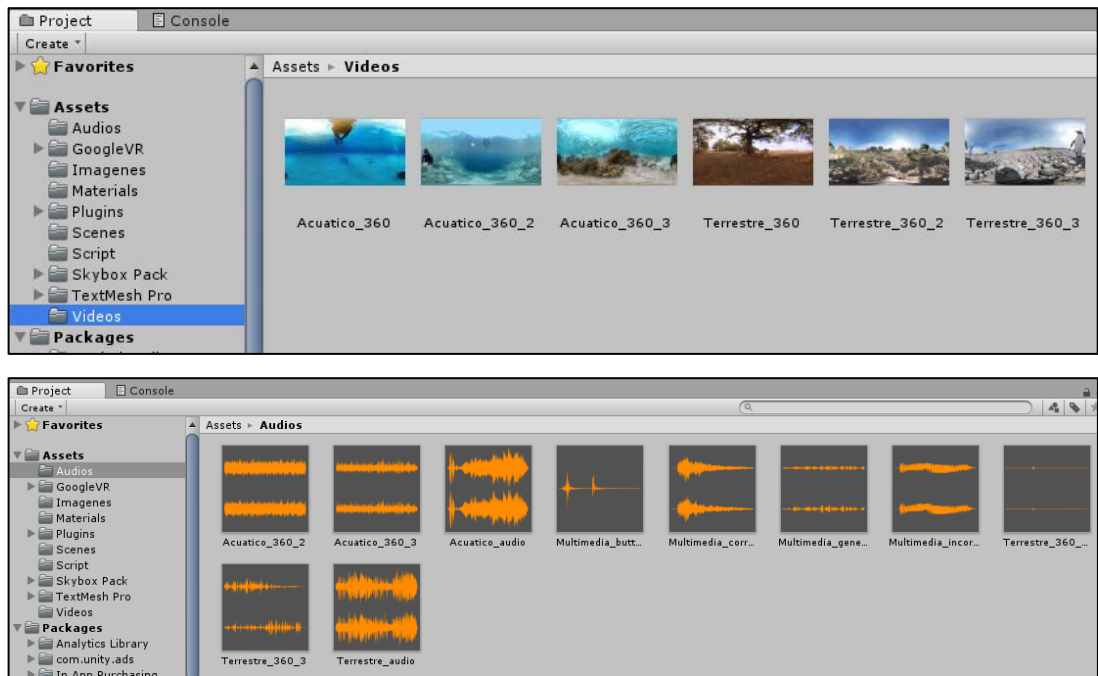 Project Console
Create
Favorites
Assets ▸ Videos
Assets
Audios
GoogleVR
Imagenes
Materials
Plugins
Scenes
Script
Skybox Pack
TextMesh Pro
Videos
Packages
Acuatico_360 Acuatico_360_2 Acuatico_360_3 Terrestre_360 Terrestre_360_2 Terrestre_360_3
Project Console
Create
Favorites
Assets ▸ Audios
Assets
Audios
GoogleVR
Imagenes
Materials
Plugins
Scenes
Script
Skybox Pack
TextMesh Pro
Videos
Packages
Analytics Library
com.unity.ads
In App Purchasing
Acuatico_360_2 Acuatico_360_3 Acuatico_audio Multimedia_butt... Multimedia_corr... Multimedia_gene... Multimedia_incor... Terrestre_360_...
Terrestre_360_3 Terrestre_audio